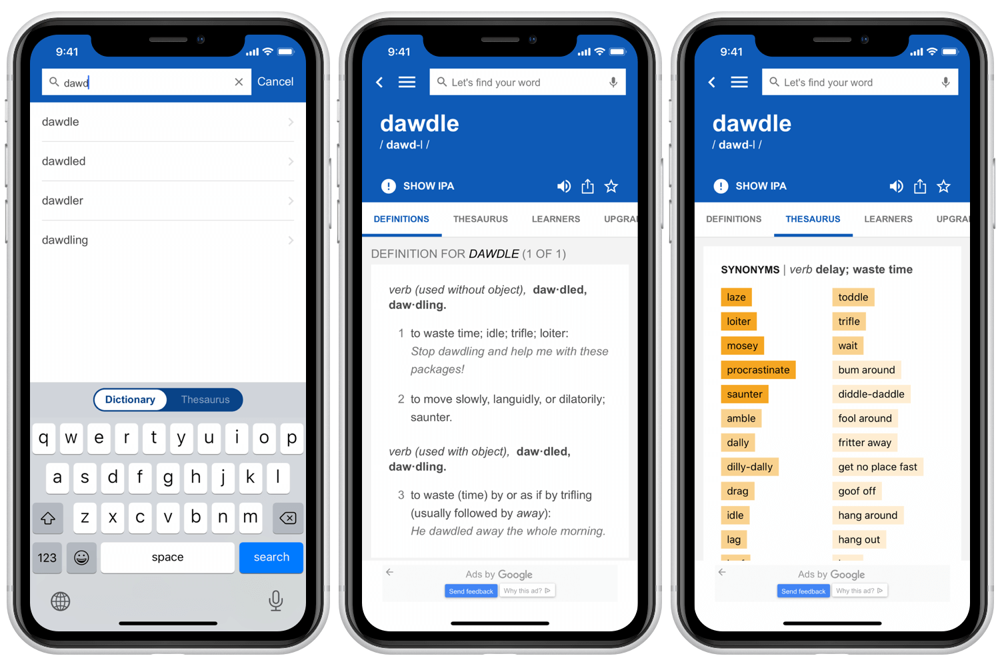 9:41
dawd
Cancel
dawdle
dawdled
dawdler
dawdling
Dictionary Thesaurus
q w e r t y u i o p
a s d f g h j k l
z x c v b n m
123 space search
9:41
Let's find your word
dawdle
/ dawd-l /
SHOW IPA
DEFINITIONS THESAURUS LEARNERS UPGRA
DEFINITION FOR DAWDLE (1 OF 1)
verb (used without object), daw·dled,
daw·dling.
1 to waste time; idle; trifle; loiter:
Stop dawdling and help me with these
packages!
2 to move slowly, languidly, or dilatorily;
saunter.
verb (used with object), daw·dled,
daw·dling.
3 to waste (time) by or as if by trifling
(usually followed by away):
He dawdled away the whole morning.
Ads by Google
Send feedback Why this ad?
9:41
Let's find your word
dawdle
/ dawd-l /
SHOW IPA
DEFINITIONS THESAURUS LEARNERS UPGRA
SYNONYMS | verb delay; waste time
laze toddle
loiter trifle
mosey wait
procrastinate bum around
saunter diddle-daddle
amble fool around
dally fritter away
dilly-dally get no place fast
drag goof off
idle hang around
lag hang out
Ads by Google
Send feedback Why this ad?